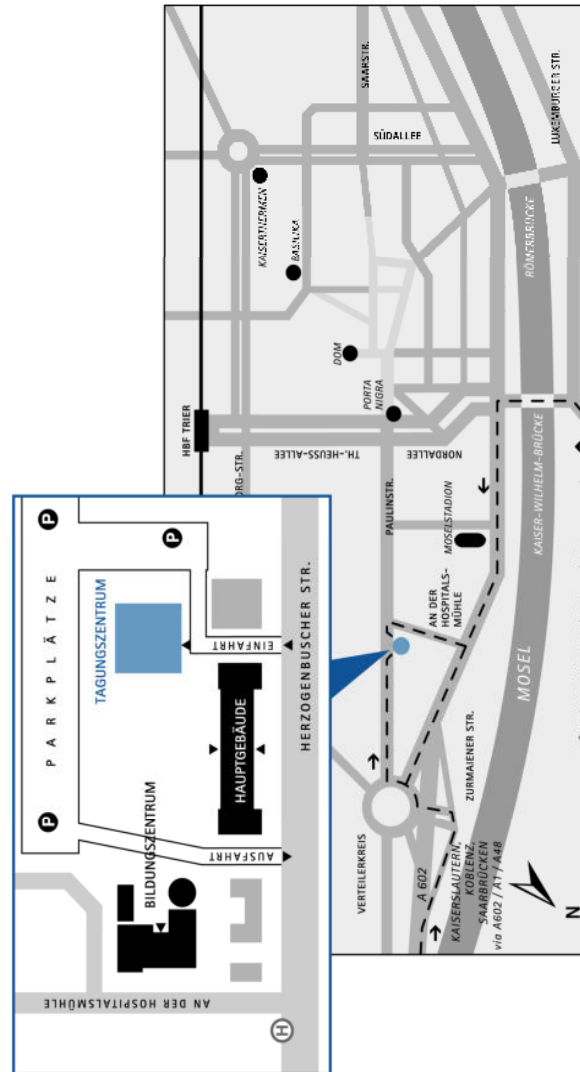 SAARSTR.
SÜDALLEE
LUXEMBURGER STR.
KAISERTHERMEN
BASILIKA
RÖMERBRÜCKE
DOM
PORTA
NIGRA
HBF TRIER
TH.-HEUSS-ALLEE
NORDALLEE
KAISER-WILHELM-BRÜCKE
ORG-STR.
PAULINSTR.
MOSELSTADION
AN DER
HOSPITALS-
MÜHLE
MOSEL
ZURMAIENER STR.
VERTEILERKREIS
A 602
KAISERSLAUTERN,
KOBLENZ,
SAARBRÜCKEN
via A602 / A1 / A48
N
PARKPLÄTZE
P
P
P
TAGUNGSZENTRUM
EINFAHRT
HERZOGENBUSCHER STR.
HAUPTGEBÄUDE
BILDUNGSZENTRUM
AUSFAHRT
AN DER HOSPITALSMÜHLE
H